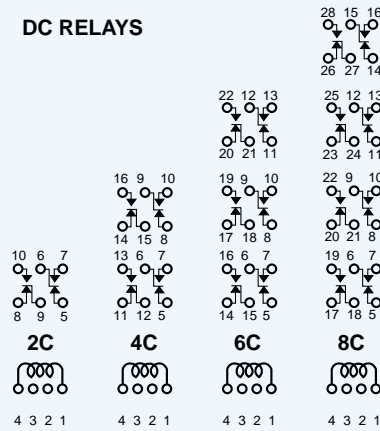 DC RELAYS
28 15 16
26 27 14
22 12 13
25 12 13
20 21 11
23 24 11
16 9 10
19 9 10
22 9 10
14 15 8
17 18 8
20 21 8
10 6 7
13 6 7
16 6 7
19 6 7
8 9 5
11 12 5
14 15 5
17 18 5
2C
4C
6C
8C
4 3 2 1
4 3 2 1
4 3 2 1
4 3 2 1